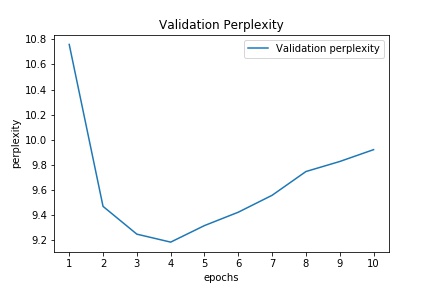 Validation Perplexity
Validation perplexity
10.8
10.6
10.4
10.2
10.0
9.8
9.6
9.4
9.2
perplexity
1 2 3 4 5 6 7 8 9 10
epochs